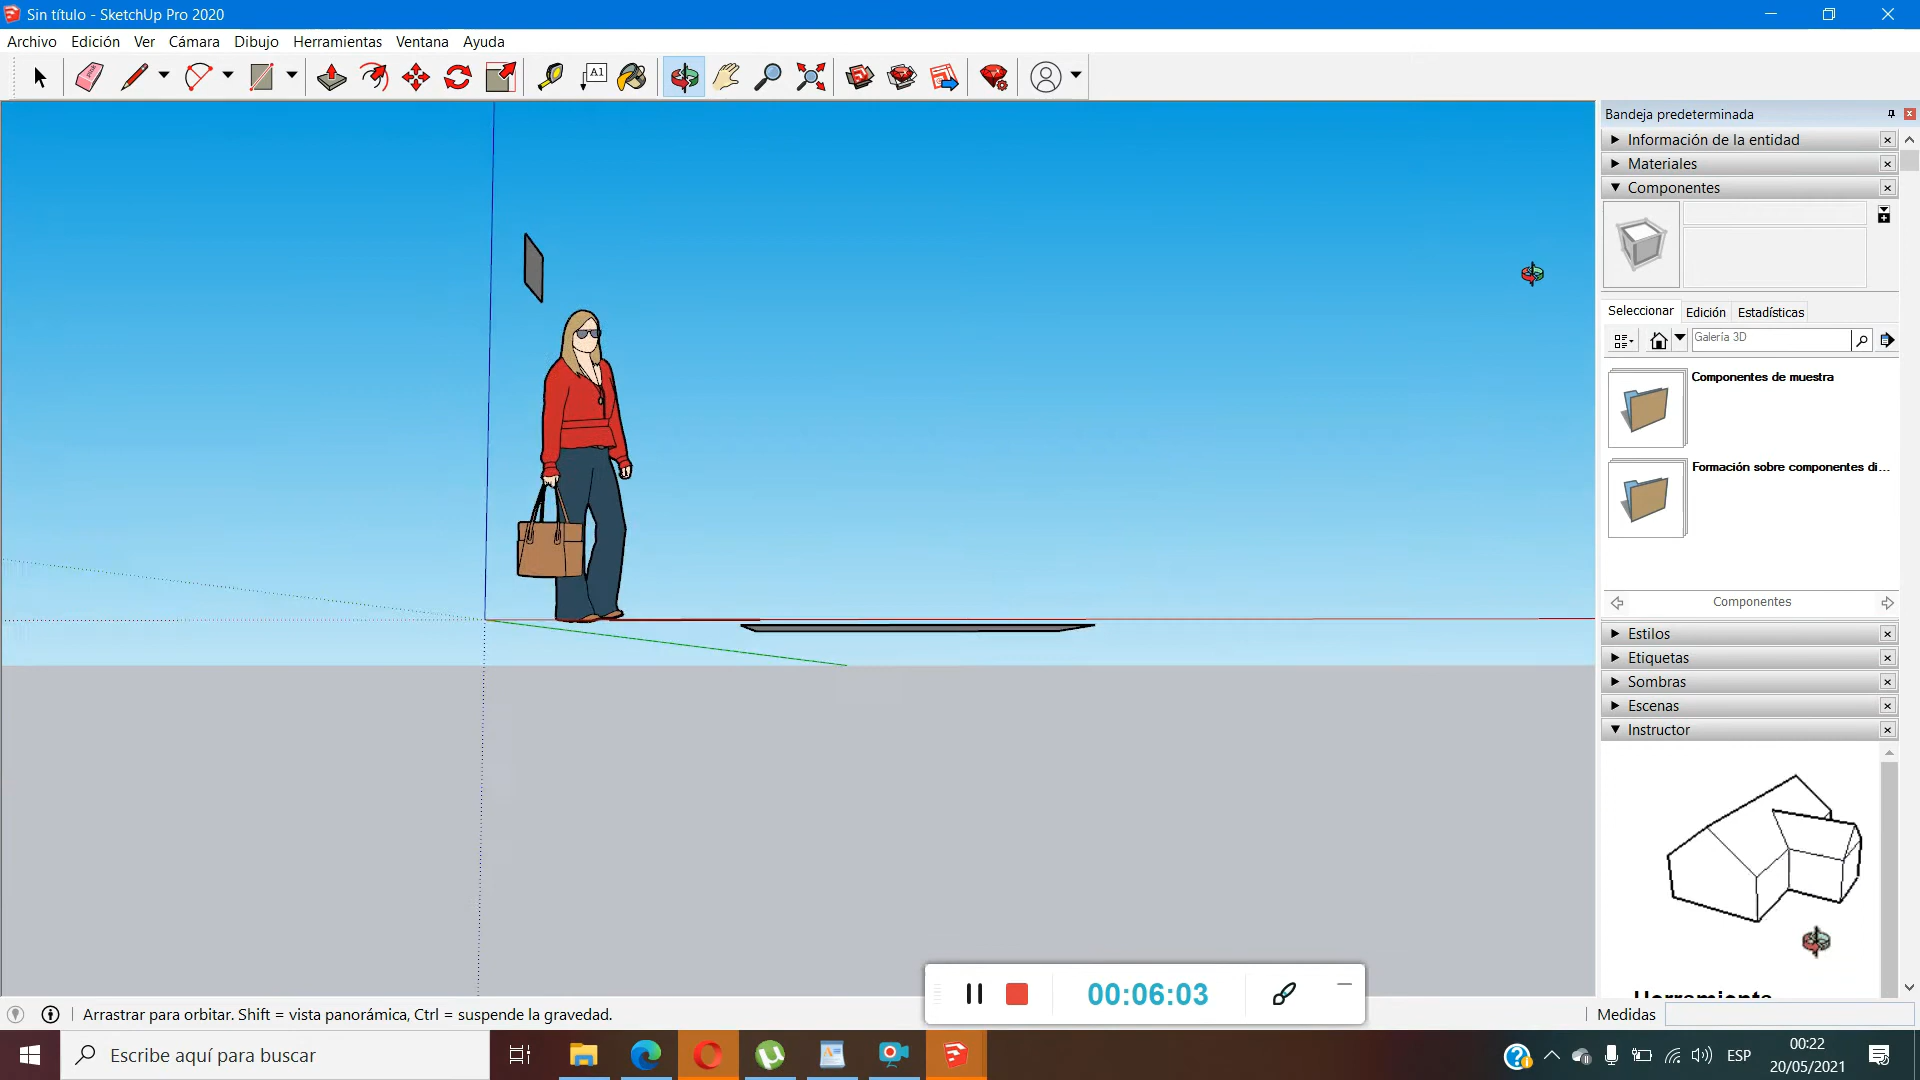 Sin título - SketchUp Pro 2020
Archivo Edición Ver Cámara Dibujo Herramientas Ventana Ayuda
A1
Bandeja predeterminada
Información de la entidad
Materiales
Componentes
Seleccionar Edición Estadísticas
Galería 3D
Componentes de muestra
Formación sobre componentes di...
Componentes
Estilos
Etiquetas
Sombras
Escenas
Instructor
Herramienta
00:06:03
Arrastrar para orbitar. Shift = vista panorámica, Ctrl = suspende la gravedad.
Medidas
Escribe aquí para buscar
ESP
00:22
20/05/2021